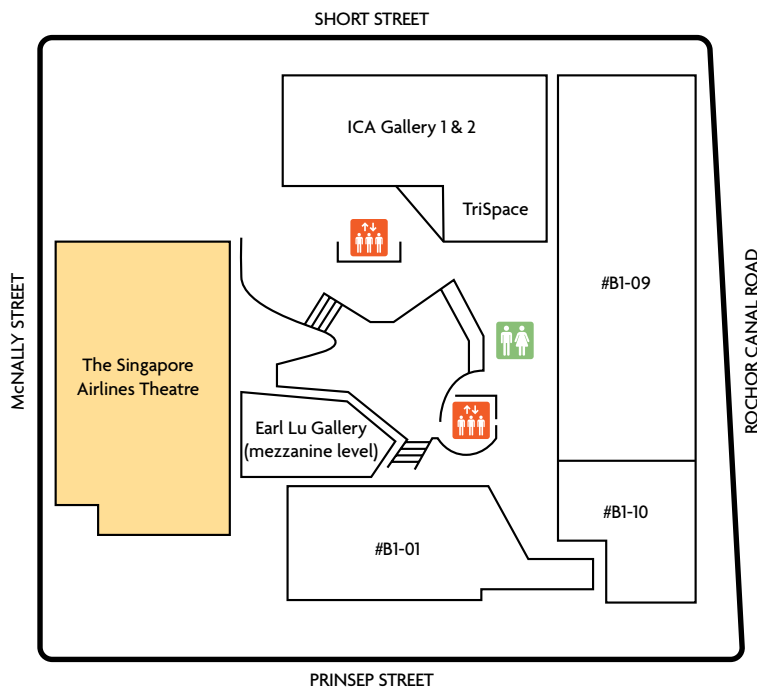 SHORT STREET
ICA Gallery 1 & 2
TriSpace
#B1-09
McNALLY STREET
ROCHOR CANAL ROAD
The Singapore
Airlines Theatre
Earl Lu Gallery
(mezzanine level)
#B1-10
#B1-01
PRINSEP STREET